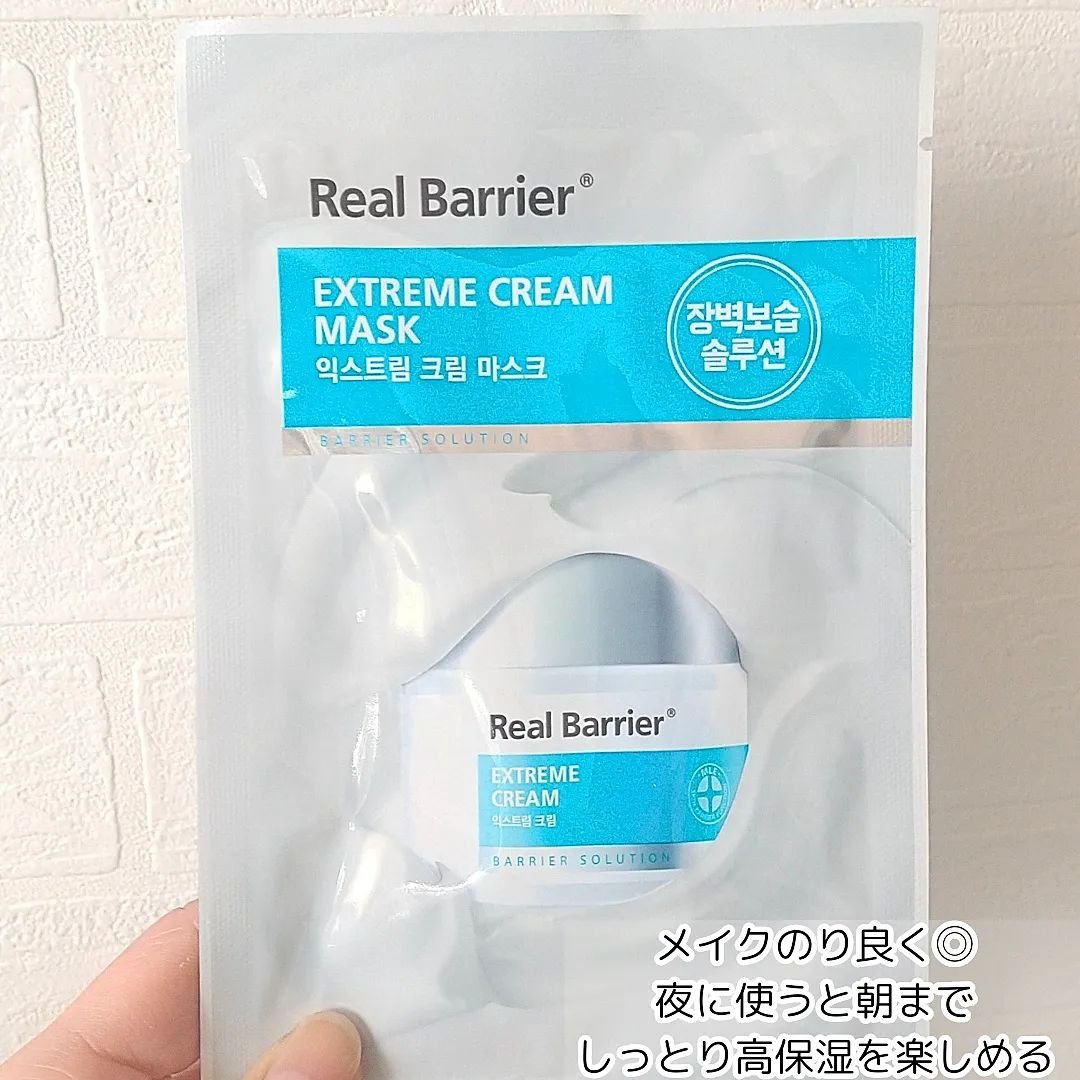 Real Barrier®
EXTREME CREAM
MASK
익스트림 크림 마스크
장벽보습
솔루션
BARRIER SOLUTION
Real Barrier®
EXTREME
CREAM
익스트림 크림
MLE
BARRIER SOLUTION
メイクのり良く◎
夜に使うと朝まで
しっとり高保湿を楽しめる